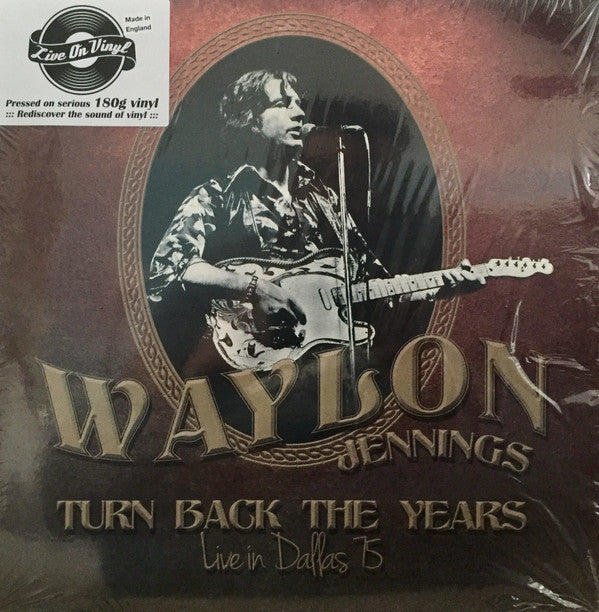 Live On Vinyl
Made in
England
Pressed on serious 180g vinyl
::: Rediscover the sound of vinyl :::
WAYLON
JENNINGS
TURN BACK THE YEARS
Live in Dallas 75